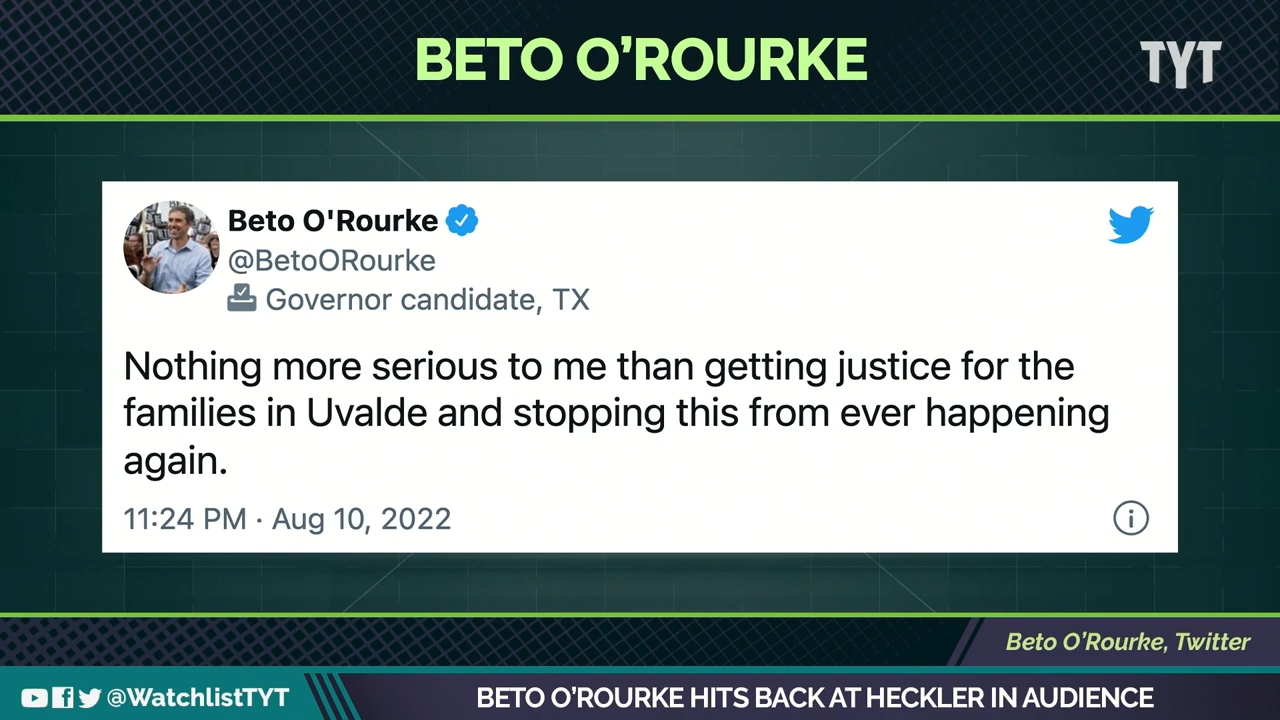 BETO O’ROURKE
TYT
Beto O'Rourke
@BetoORourke
Governor candidate, TX
Nothing more serious to me than getting justice for the
families in Uvalde and stopping this from ever happening
again.
11:24 PM · Aug 10, 2022
Beto O’Rourke, Twitter
@WatchlistTYT
BETO O’ROURKE HITS BACK AT HECKLER IN AUDIENCE